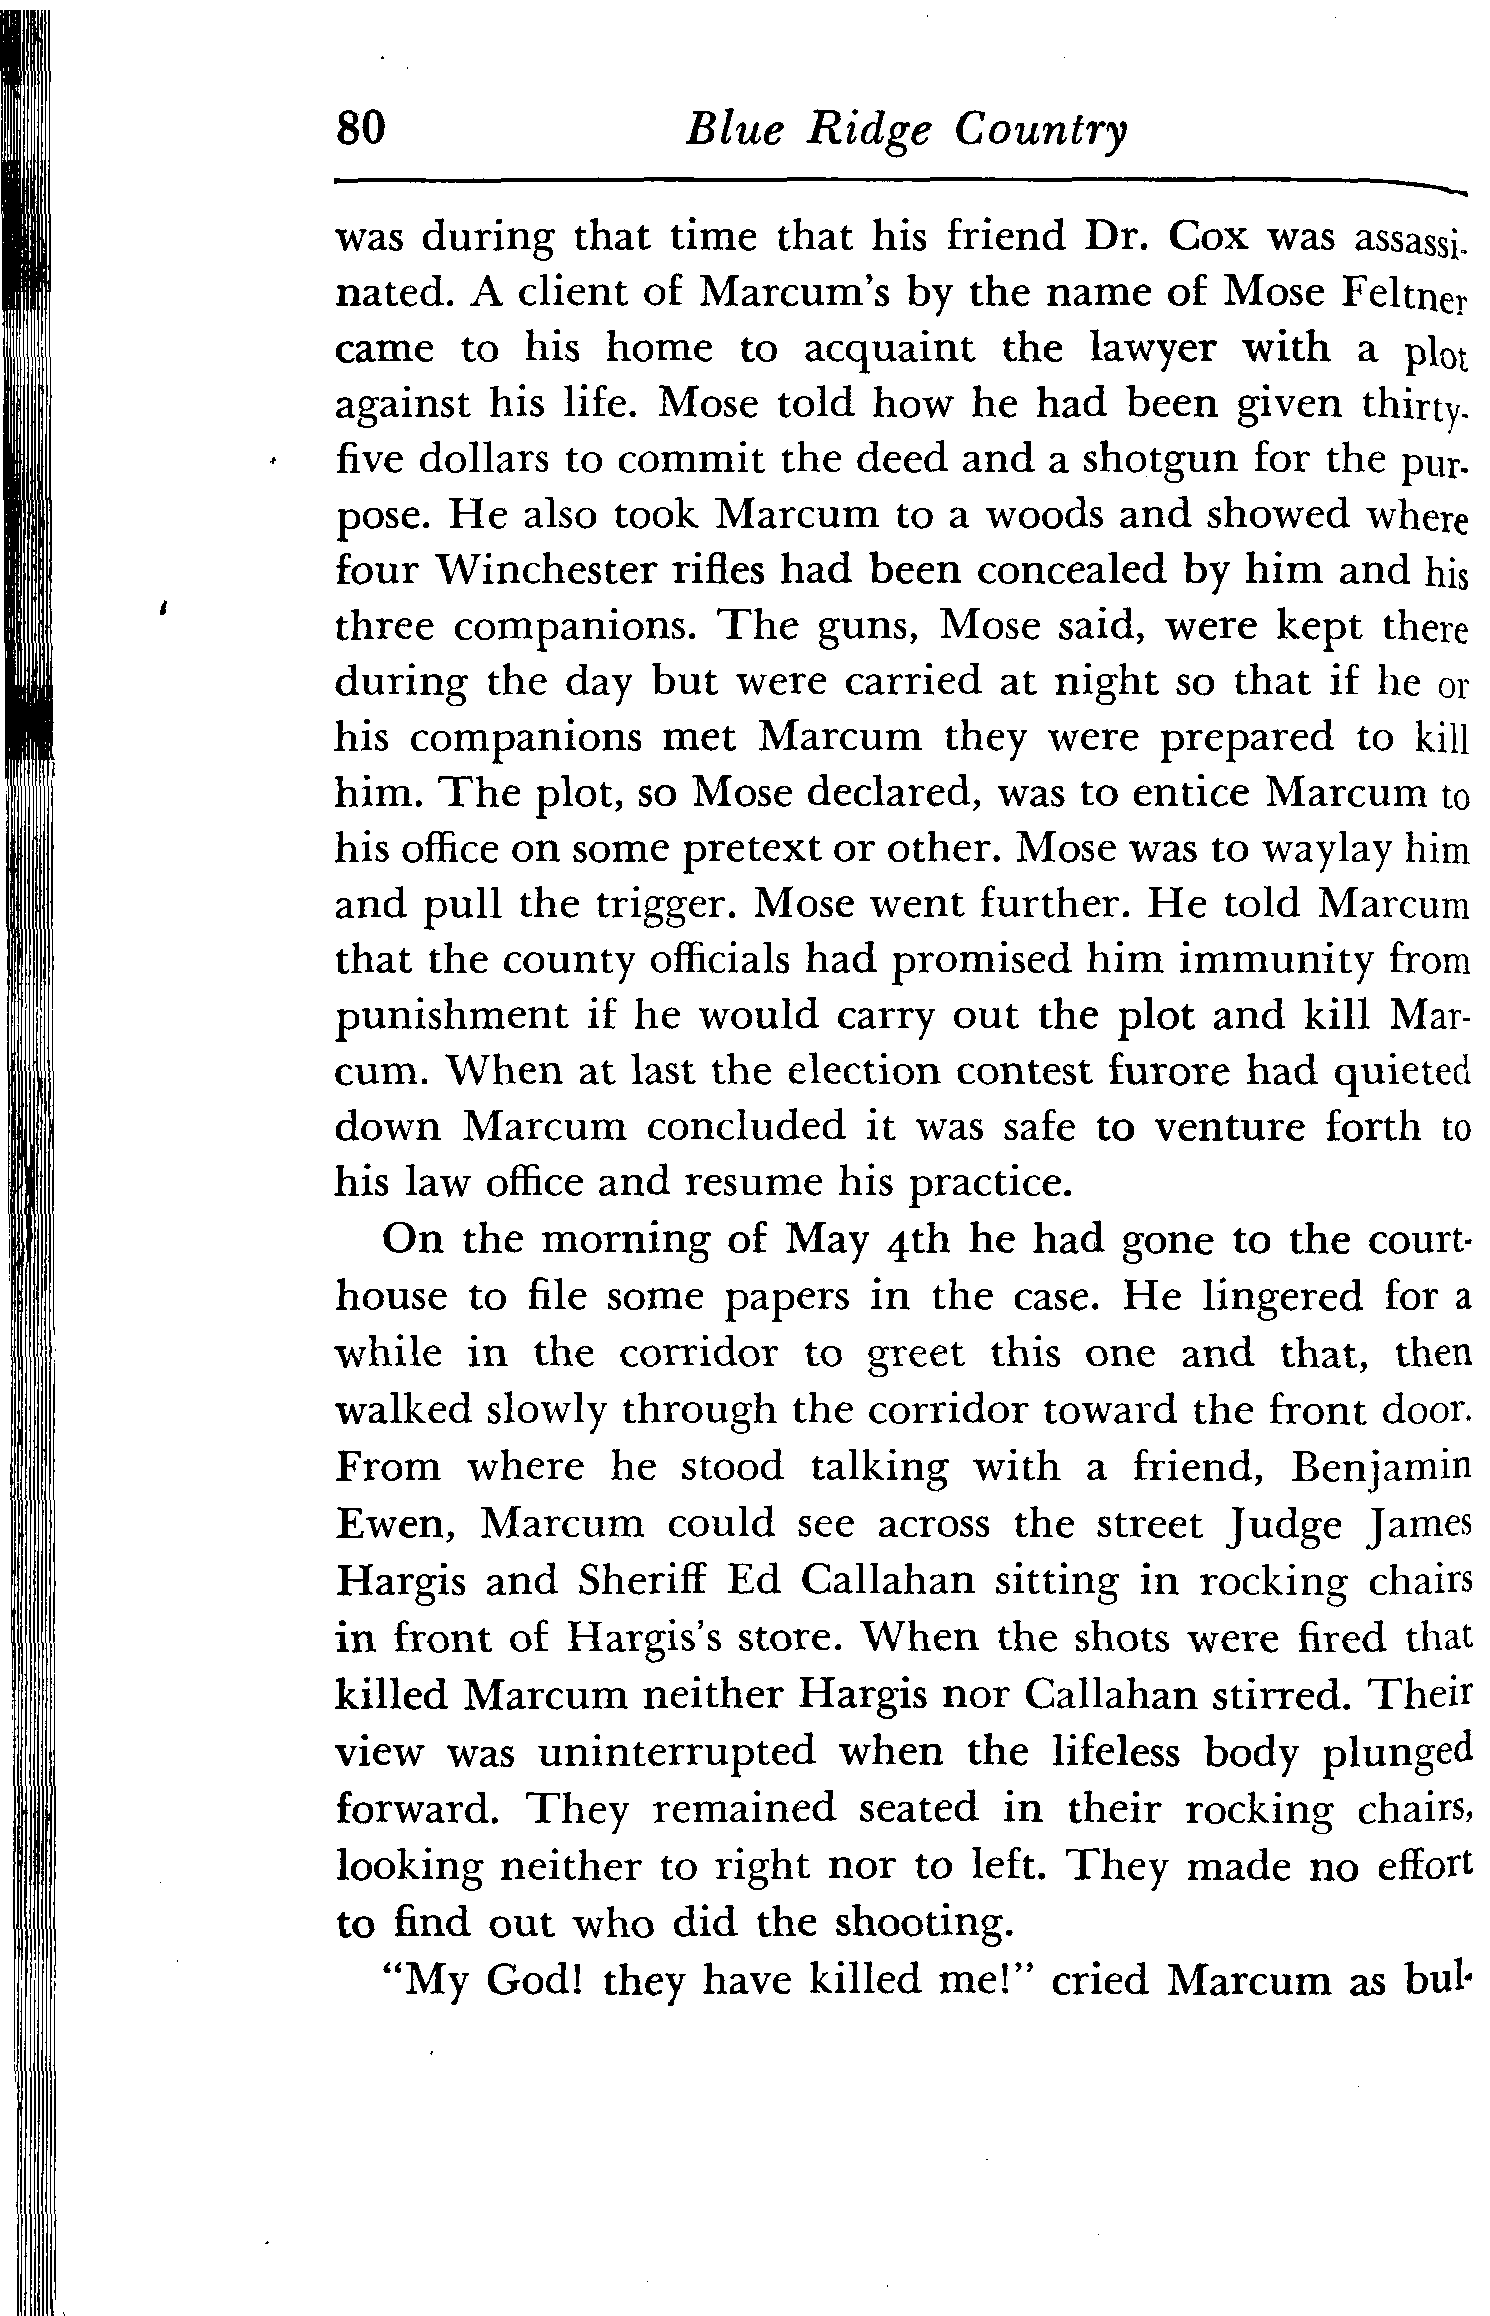 80 Blue Ridge Country
was during that time that his friend Dr. Cox was assassi-
nated. A client of Marcum's by the name of Mose Feltner
came to his home to acquaint the lawyer with a plot
against his life. Mose told how he had been given thirty-
five dollars to commit the deed and a shotgun for the pur-
pose. He also took Marcum to a woods and showed where
four Winchester rifles had been concealed by him and his
three companions. The guns, Mose said, were kept there
during the day but were carried at night so that if he or
his companions met Marcum they were prepared to kill
him. The plot, so Mose declared, was to entice Marcum to
his office on some pretext or other. Mose was to waylay him
and pull the trigger. Mose went further. He told Marcum
that the county officials had promised him immunity from
punishment if he would carry out the plot and kill Mar-
cum. When at last the election contest furore had quieted
down Marcum concluded it was safe to venture forth to
his law office and resume his practice.
On the morning of May 4th he had gone to the court-
house to file some papers in the case. He lingered for a
while in the corridor to greet this one and that, then
walked slowly through the corridor toward the front door.
From where he stood talking with a friend, Benjamin
Ewen, Marcum could see across the street Judge James
Hargis and Sheriff Ed Callahan sitting in rocking chairs
in front of Hargis's store. When the shots were fired that
killed Marcum neither Hargis nor Callahan stirred. Their
view was uninterrupted when the lifeless body plunged
forward. They remained seated in their rocking chairs,
looking neither to right nor to left. They made no effort
to find out who did the shooting.
"My God! they have killed me!" cried Marcum as bul-